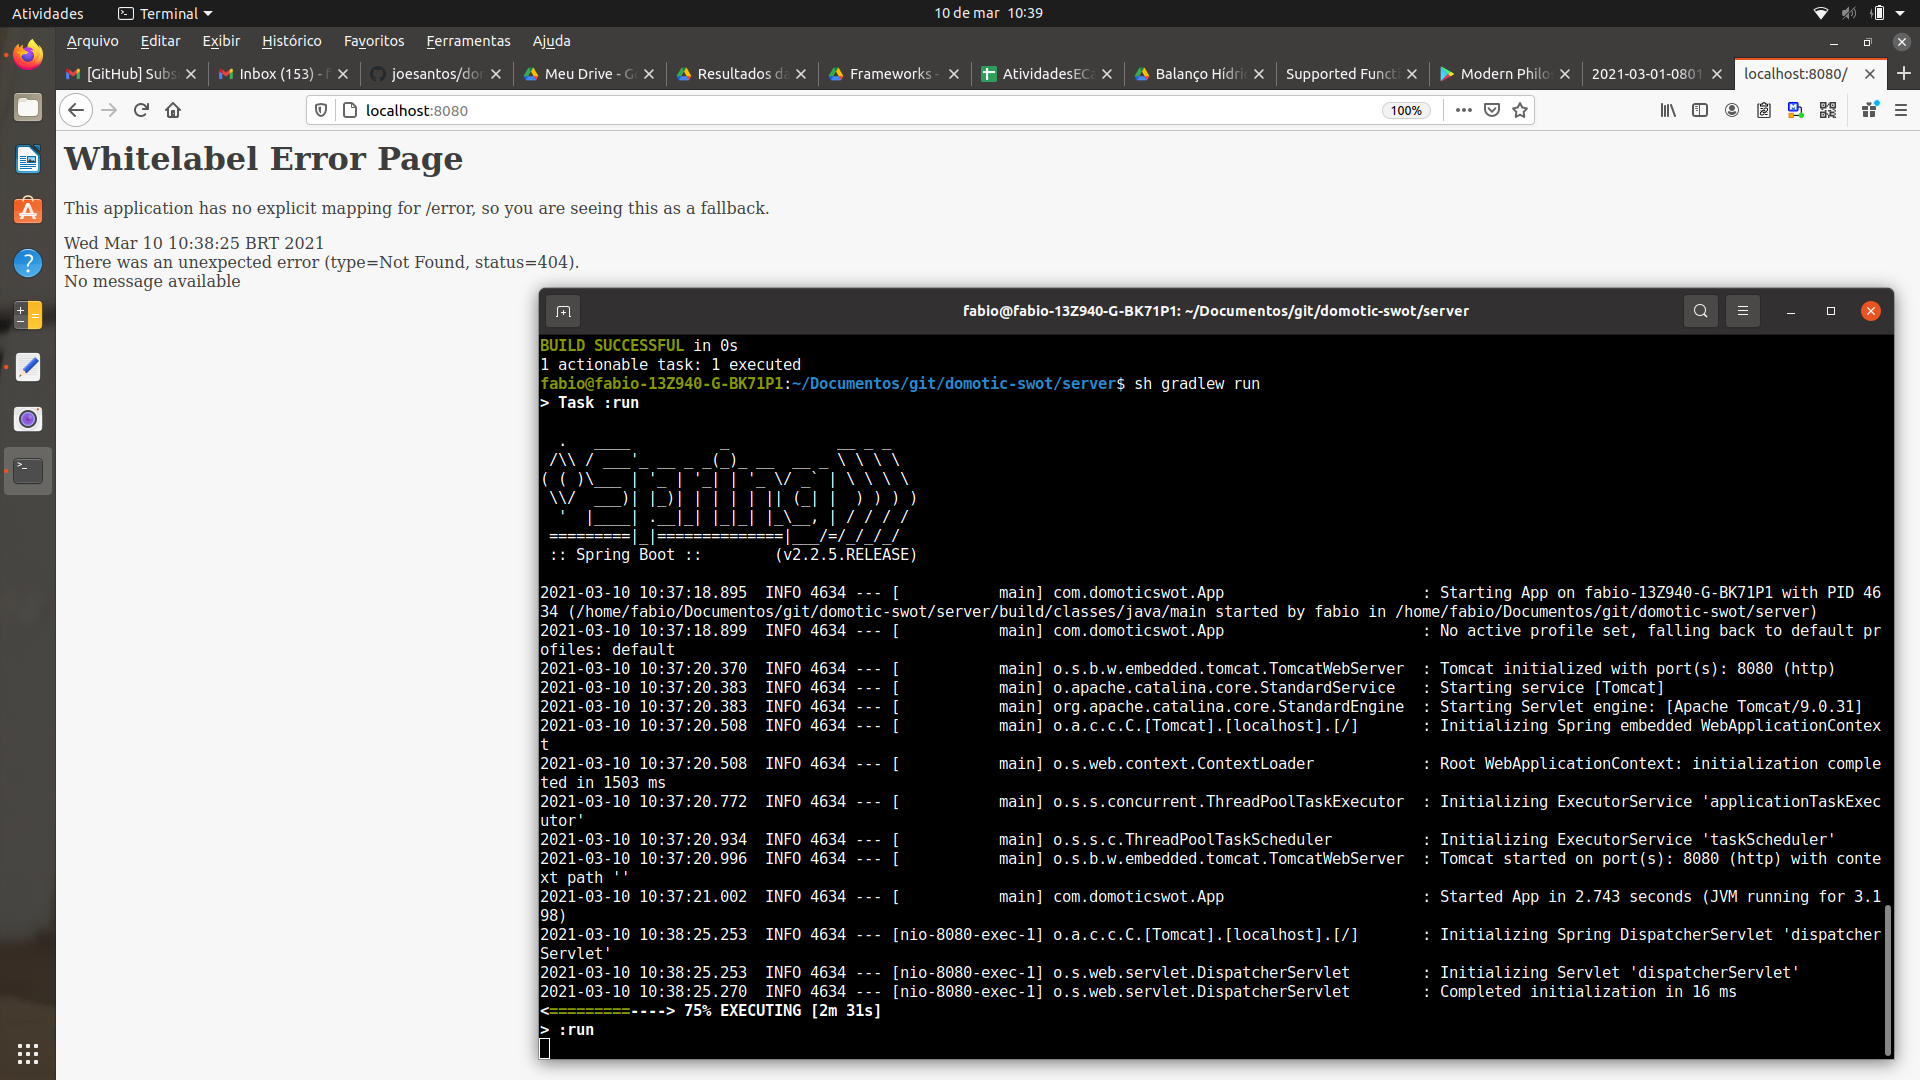 Atividades
Terminal
10 de mar 10:39
Arquivo Editar Exibir Histórico Favoritos Ferramentas Ajuda
[GitHub] Subs
Inbox (153) - f
joesantos/dor
Meu Drive - Go
Resultados da
Frameworks -
AtividadesECa
Balanço Hídri
Supported Funct
Modern Philo
2021-03-01-0801
localhost:8080/
localhost:8080
100%
Whitelabel Error Page
This application has no explicit mapping for /error, so you are seeing this as a fallback.
Wed Mar 10 10:38:25 BRT 2021
There was an unexpected error (type=Not Found, status=404).
No message available
fabio@fabio-13Z940-G-BK71P1: ~/Documentos/git/domotic-swot/server
BUILD SUCCESSFUL in 0s
1 actionable task: 1 executed
fabio@fabio-13Z940-G-BK71P1:~/Documentos/git/domotic-swot/server$ sh gradlew run
> Task :run
Spring
:: Spring Boot :: (v2.2.5.RELEASE)
2021-03-10 10:37:18.895  INFO 4634 --- [           main] com.domoticswot.App                      : Starting App on fabio-13Z940-G-BK71P1 with PID 46
34 (/home/fabio/Documentos/git/domotic-swot/server/build/classes/java/main started by fabio in /home/fabio/Documentos/git/domotic-swot/server)
2021-03-10 10:37:18.899  INFO 4634 --- [           main] com.domoticswot.App                      : No active profile set, falling back to default pr
ofiles: default
2021-03-10 10:37:20.370  INFO 4634 --- [           main] o.s.b.w.embedded.tomcat.TomcatWebServer  : Tomcat initialized with port(s): 8080 (http)
2021-03-10 10:37:20.383  INFO 4634 --- [           main] o.apache.catalina.core.StandardService   : Starting service [Tomcat]
2021-03-10 10:37:20.383  INFO 4634 --- [           main] org.apache.catalina.core.StandardEngine  : Starting Servlet engine: [Apache Tomcat/9.0.31]
2021-03-10 10:37:20.508  INFO 4634 --- [           main] o.a.c.c.C.[Tomcat].[localhost].[/]       : Initializing Spring embedded WebApplicationContex
t
2021-03-10 10:37:20.508  INFO 4634 --- [           main] o.s.web.context.ContextLoader            : Root WebApplicationContext: initialization comple
ted in 1503 ms
2021-03-10 10:37:20.772  INFO 4634 --- [           main] o.s.s.concurrent.ThreadPoolTaskExecutor  : Initializing ExecutorService 'applicationTaskExec
utor'
2021-03-10 10:37:20.934  INFO 4634 --- [           main] o.s.s.c.ThreadPoolTaskScheduler          : Initializing ExecutorService 'taskScheduler'
2021-03-10 10:37:20.996  INFO 4634 --- [           main] o.s.b.w.embedded.tomcat.TomcatWebServer  : Tomcat started on port(s): 8080 (http) with conte
xt path ''
2021-03-10 10:37:21.002  INFO 4634 --- [           main] com.domoticswot.App                      : Started App in 2.743 seconds (JVM running for 3.1
98)
2021-03-10 10:38:25.253  INFO 4634 --- [nio-8080-exec-1] o.a.c.c.C.[Tomcat].[localhost].[/]       : Initializing Spring DispatcherServlet 'dispatcher
Servlet'
2021-03-10 10:38:25.253  INFO 4634 --- [nio-8080-exec-1] o.s.web.servlet.DispatcherServlet        : Initializing Servlet 'dispatcherServlet'
2021-03-10 10:38:25.270  INFO 4634 --- [nio-8080-exec-1] o.s.web.servlet.DispatcherServlet        : Completed initialization in 16 ms
<=========----> 75% EXECUTING [2m 31s]
> :run